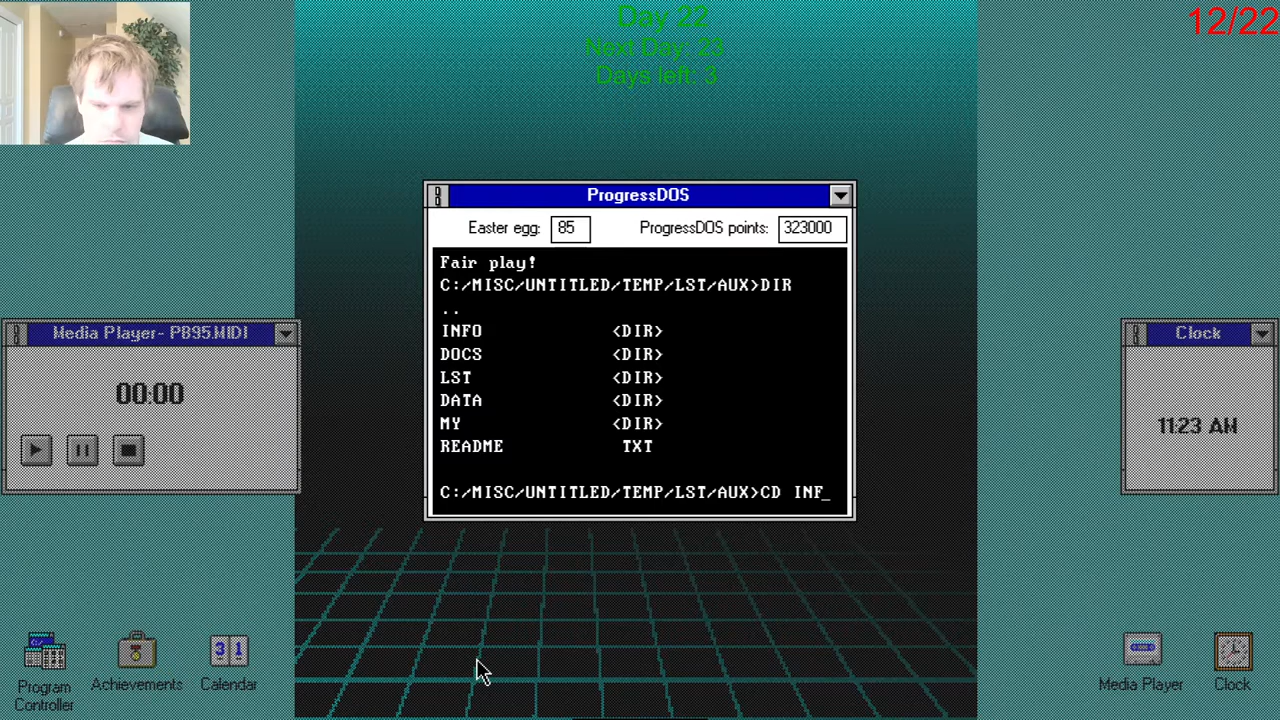 Day 22
Next Day: 23
Days left: 3
12/22
ProgressDOS
Easter egg: 85 ProgressDOS points: 323000
Fair play!
C:/MISC/UNTITLED/TEMP/LST/AUX>DIR
..
INFO <DIR>
DOCS <DIR>
LST <DIR>
DATA <DIR>
MY <DIR>
README TXT
C:/MISC/UNTITLED/TEMP/LST/AUX>CD INF_
Media Player- PB95.MIDI
00:00
Clock
11:23 AM
Program
Controller
Achievements
3 1
Calendar
Media Player
Clock